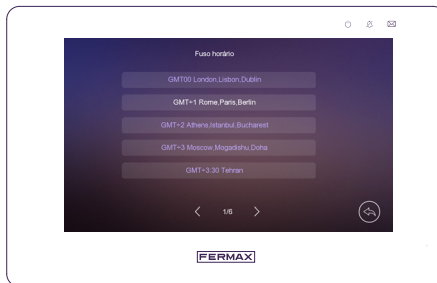 Fuso horário
GMT00 London,Lisbon,Dublin
GMT+1 Rome,Paris,Berlin
GMT+2 Athens,Istanbul,Bucharest
GMT+3 Moscow,Mogadishu,Doha
GMT+3:30 Tehran
1/6
FERMAX